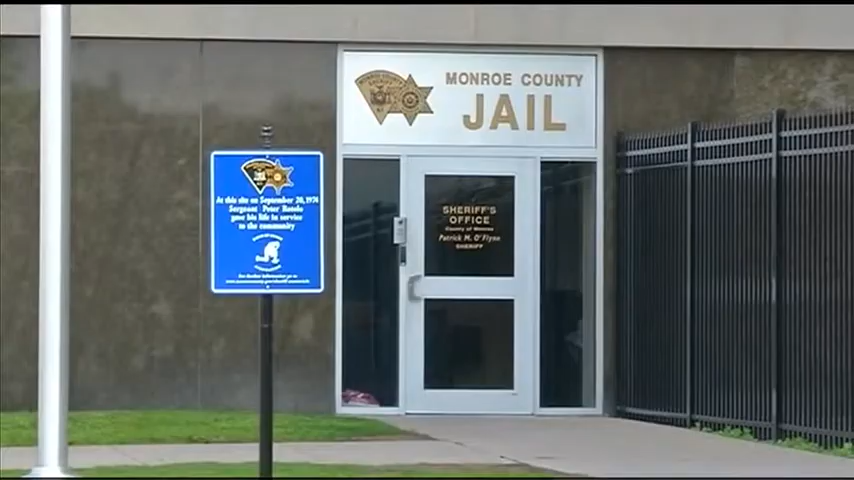 MONROE COUNTY
JAIL
SHERIFF'S
OFFICE
County of Monroe
Patrick M. O'Flynn
SHERIFF
At this site on September 20, 1974
Sergeant Peter
gave his life in service
to the community